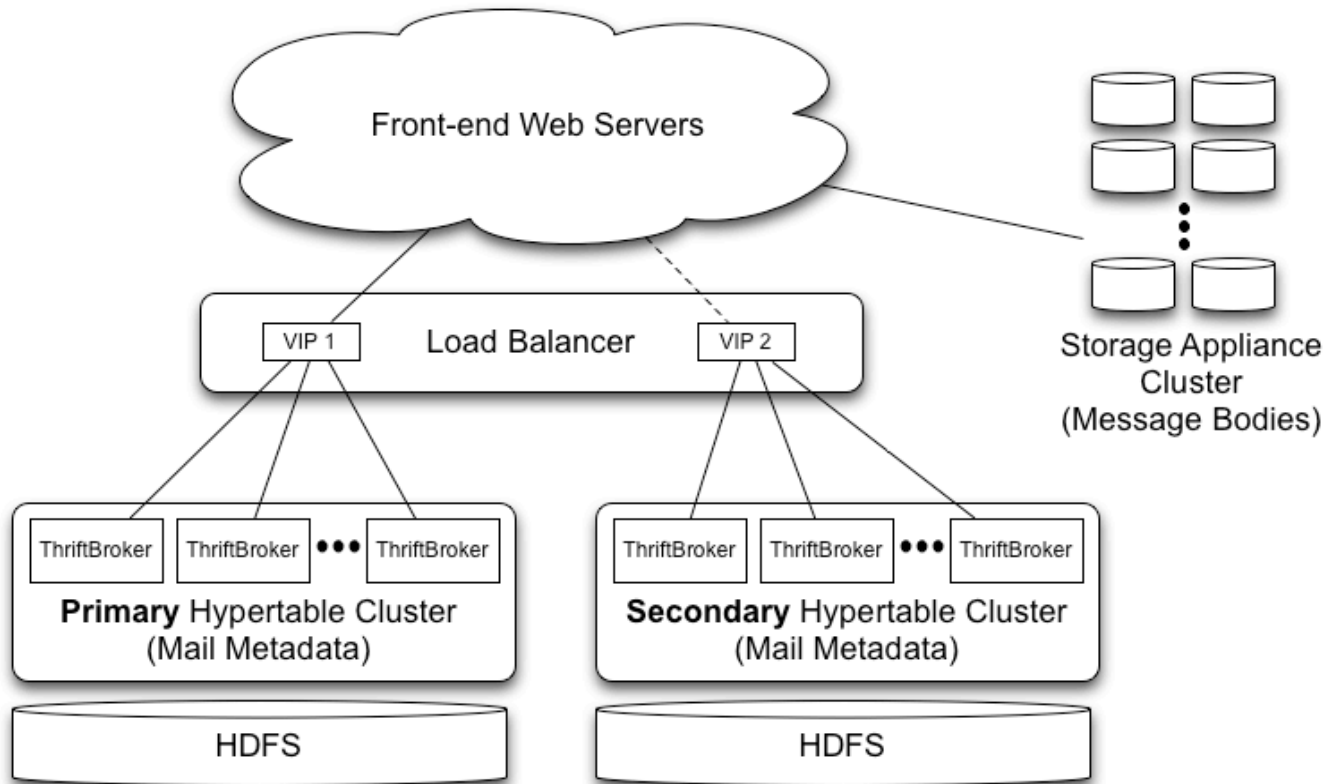 Front-end Web Servers
VIP 1
Load Balancer
VIP 2
Storage Appliance
Cluster
(Message Bodies)
ThriftBroker
ThriftBroker
ThriftBroker
Primary Hypertable Cluster
(Mail Metadata)
ThriftBroker
ThriftBroker
ThriftBroker
Secondary Hypertable Cluster
(Mail Metadata)
HDFS
HDFS